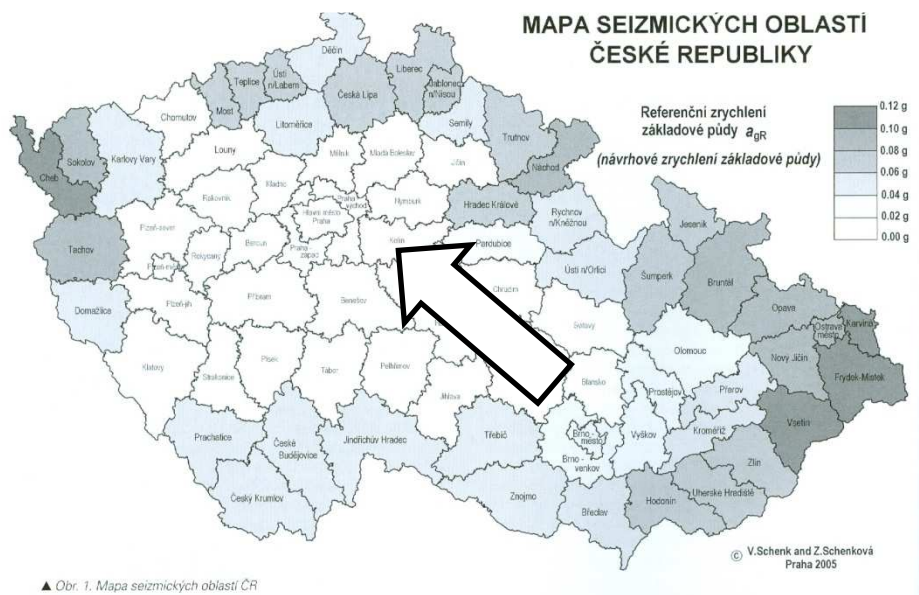 MAPA SEIZMICKÝCH OBLASTÍ
ČESKÉ REPUBLIKY
Referenční zrychlení
základové půdy agR
(návrhové zrychlení základové půdy)
0.12 g
0.10 g
0.08 g
0.06 g
0.04 g
0.02 g
0.00 g
Děčín
Liberec
Jablonec
n/Nisou
Teplice
Ústí
n/Labem
Česká Lípa
Most
Chomutov
Litoměřice
Semily
Trutnov
Sokolov
Karlovy Vary
Louny
Mělník
Mladá Boleslav
Jičín
Náchod
Cheb
Rakovník
Kladno
Praha
východ
Nymburk
Hradec Králové
Rychnov
n/Kněžnou
Jeseník
Hlavní město
Praha
Plzeň-sever
Beroun
Praha
západ
Kolín
Pardubice
Tachov
Rokycany
Ústí n/Orlicí
Šumperk
Bruntál
Příbram
Benešov
Chrudim
Opava
Domažlice
Plzeň-jih
Svitavy
Ostrava
město
Karviná
Olomouc
Nový Jičín
Frýdek-Místek
Klatovy
Písek
Tábor
Pelhřimov
Blansko
Prostějov
Přerov
Strakonice
Jihlava
Vsetín
Prachatice
České
Budějovice
Jindřichův Hradec
Třebíč
Brno-
město
Vyškov
Kroměříž
Brno -
venkov
Zlín
Český Krumlov
Znojmo
Hodonín
Uherské Hradiště
Břeclav
© V.Schenk and Z.Schenková
Praha 2005
▲ Obr. 1. Mapa seizmických oblastí ČR